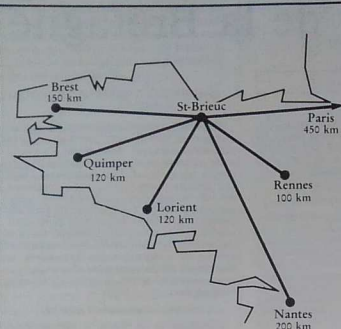 Brest
150 km
St-Brieuc
Paris
450 km
Quimper
120 km
Rennes
100 km
Lorient
120 km
Nantes
200 km